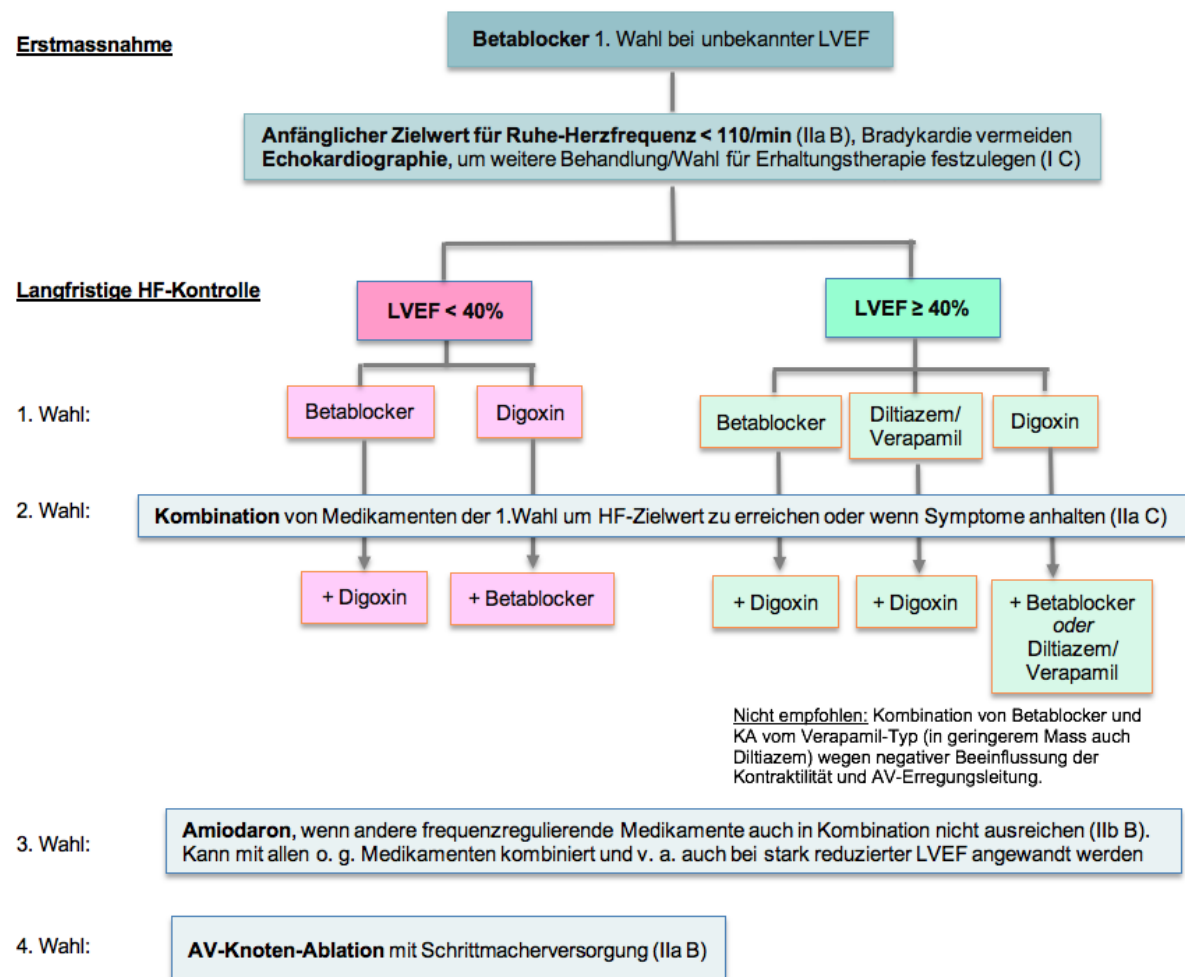 Erstmassnahme
Betablocker 1. Wahl bei unbekannter LVEF
Anfänglicher Zielwert für Ruhe-Herzfrequenz < 110/min (IIa B), Bradykardie vermeiden
Echokardiographie, um weitere Behandlung/Wahl für Erhaltungstherapie festzulegen (I C)
Langfristige HF-Kontrolle
LVEF < 40%
LVEF ≥ 40%
1. Wahl:
Betablocker
Digoxin
Betablocker
Diltiazem/
Verapamil
Digoxin
2. Wahl:
Kombination von Medikamenten der 1.Wahl um HF-Zielwert zu erreichen oder wenn Symptome anhalten (IIa C)
+ Digoxin
+ Betablocker
+ Digoxin
+ Digoxin
+ Betablocker
oder
Diltiazem/
Verapamil
Nicht empfohlen: Kombination von Betablocker und
KA vom Verapamil-Typ (in geringerem Mass auch
Diltiazem) wegen negativer Beeinflussung der
Kontraktilität und AV-Erregungsleitung.
3. Wahl:
Amiodaron, wenn andere frequenzregulierende Medikamente auch in Kombination nicht ausreichen (IIb B).
Kann mit allen o. g. Medikamenten kombiniert und v. a. auch bei stark reduzierter LVEF angewandt werden
4. Wahl:
AV-Knoten-Ablation mit Schrittmacherversorgung (IIa B)